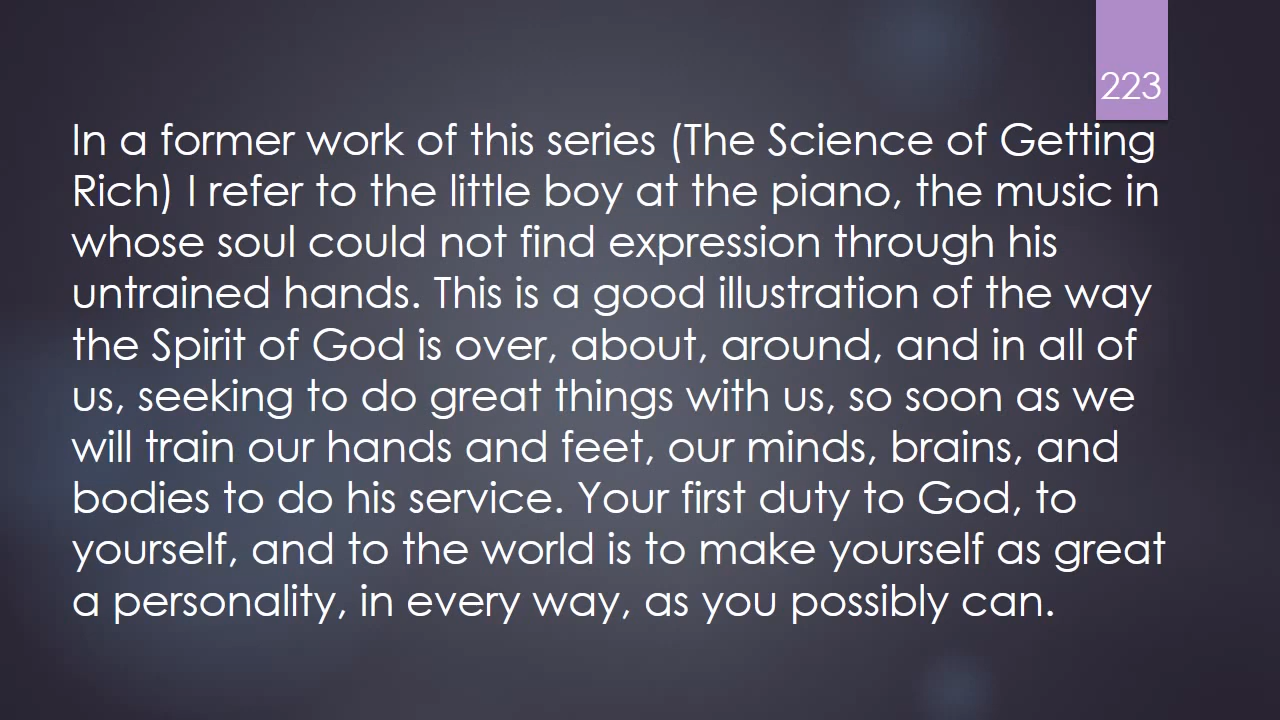 223
In a former work of this series (The Science of Getting
Rich) I refer to the little boy at the piano, the music in
whose soul could not find expression through his
untrained hands. This is a good illustration of the way
the Spirit of God is over, about, around, and in all of
us, seeking to do great things with us, so soon as we
will train our hands and feet, our minds, brains, and
bodies to do his service. Your first duty to God, to
yourself, and to the world is to make yourself as great
a personality, in every way, as you possibly can.